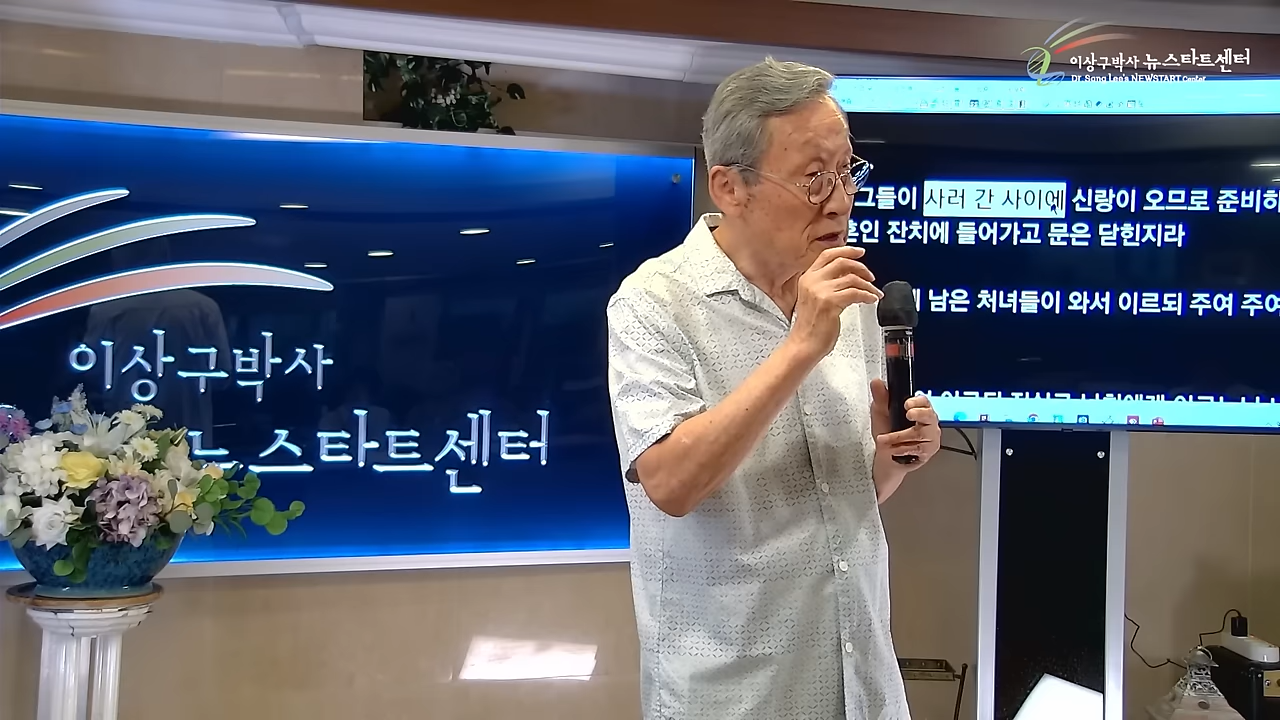 이상구박사 뉴스타트센터
Dr Sang Lee's NEWSTART Center
그들이 사러 간 사이에 신랑이 오므로 준비하
혼인 잔치에 들어가고 문은 닫힌지라
남은 처녀들이 와서 이르되 주여 주여
이상구박사
뉴스타트센터